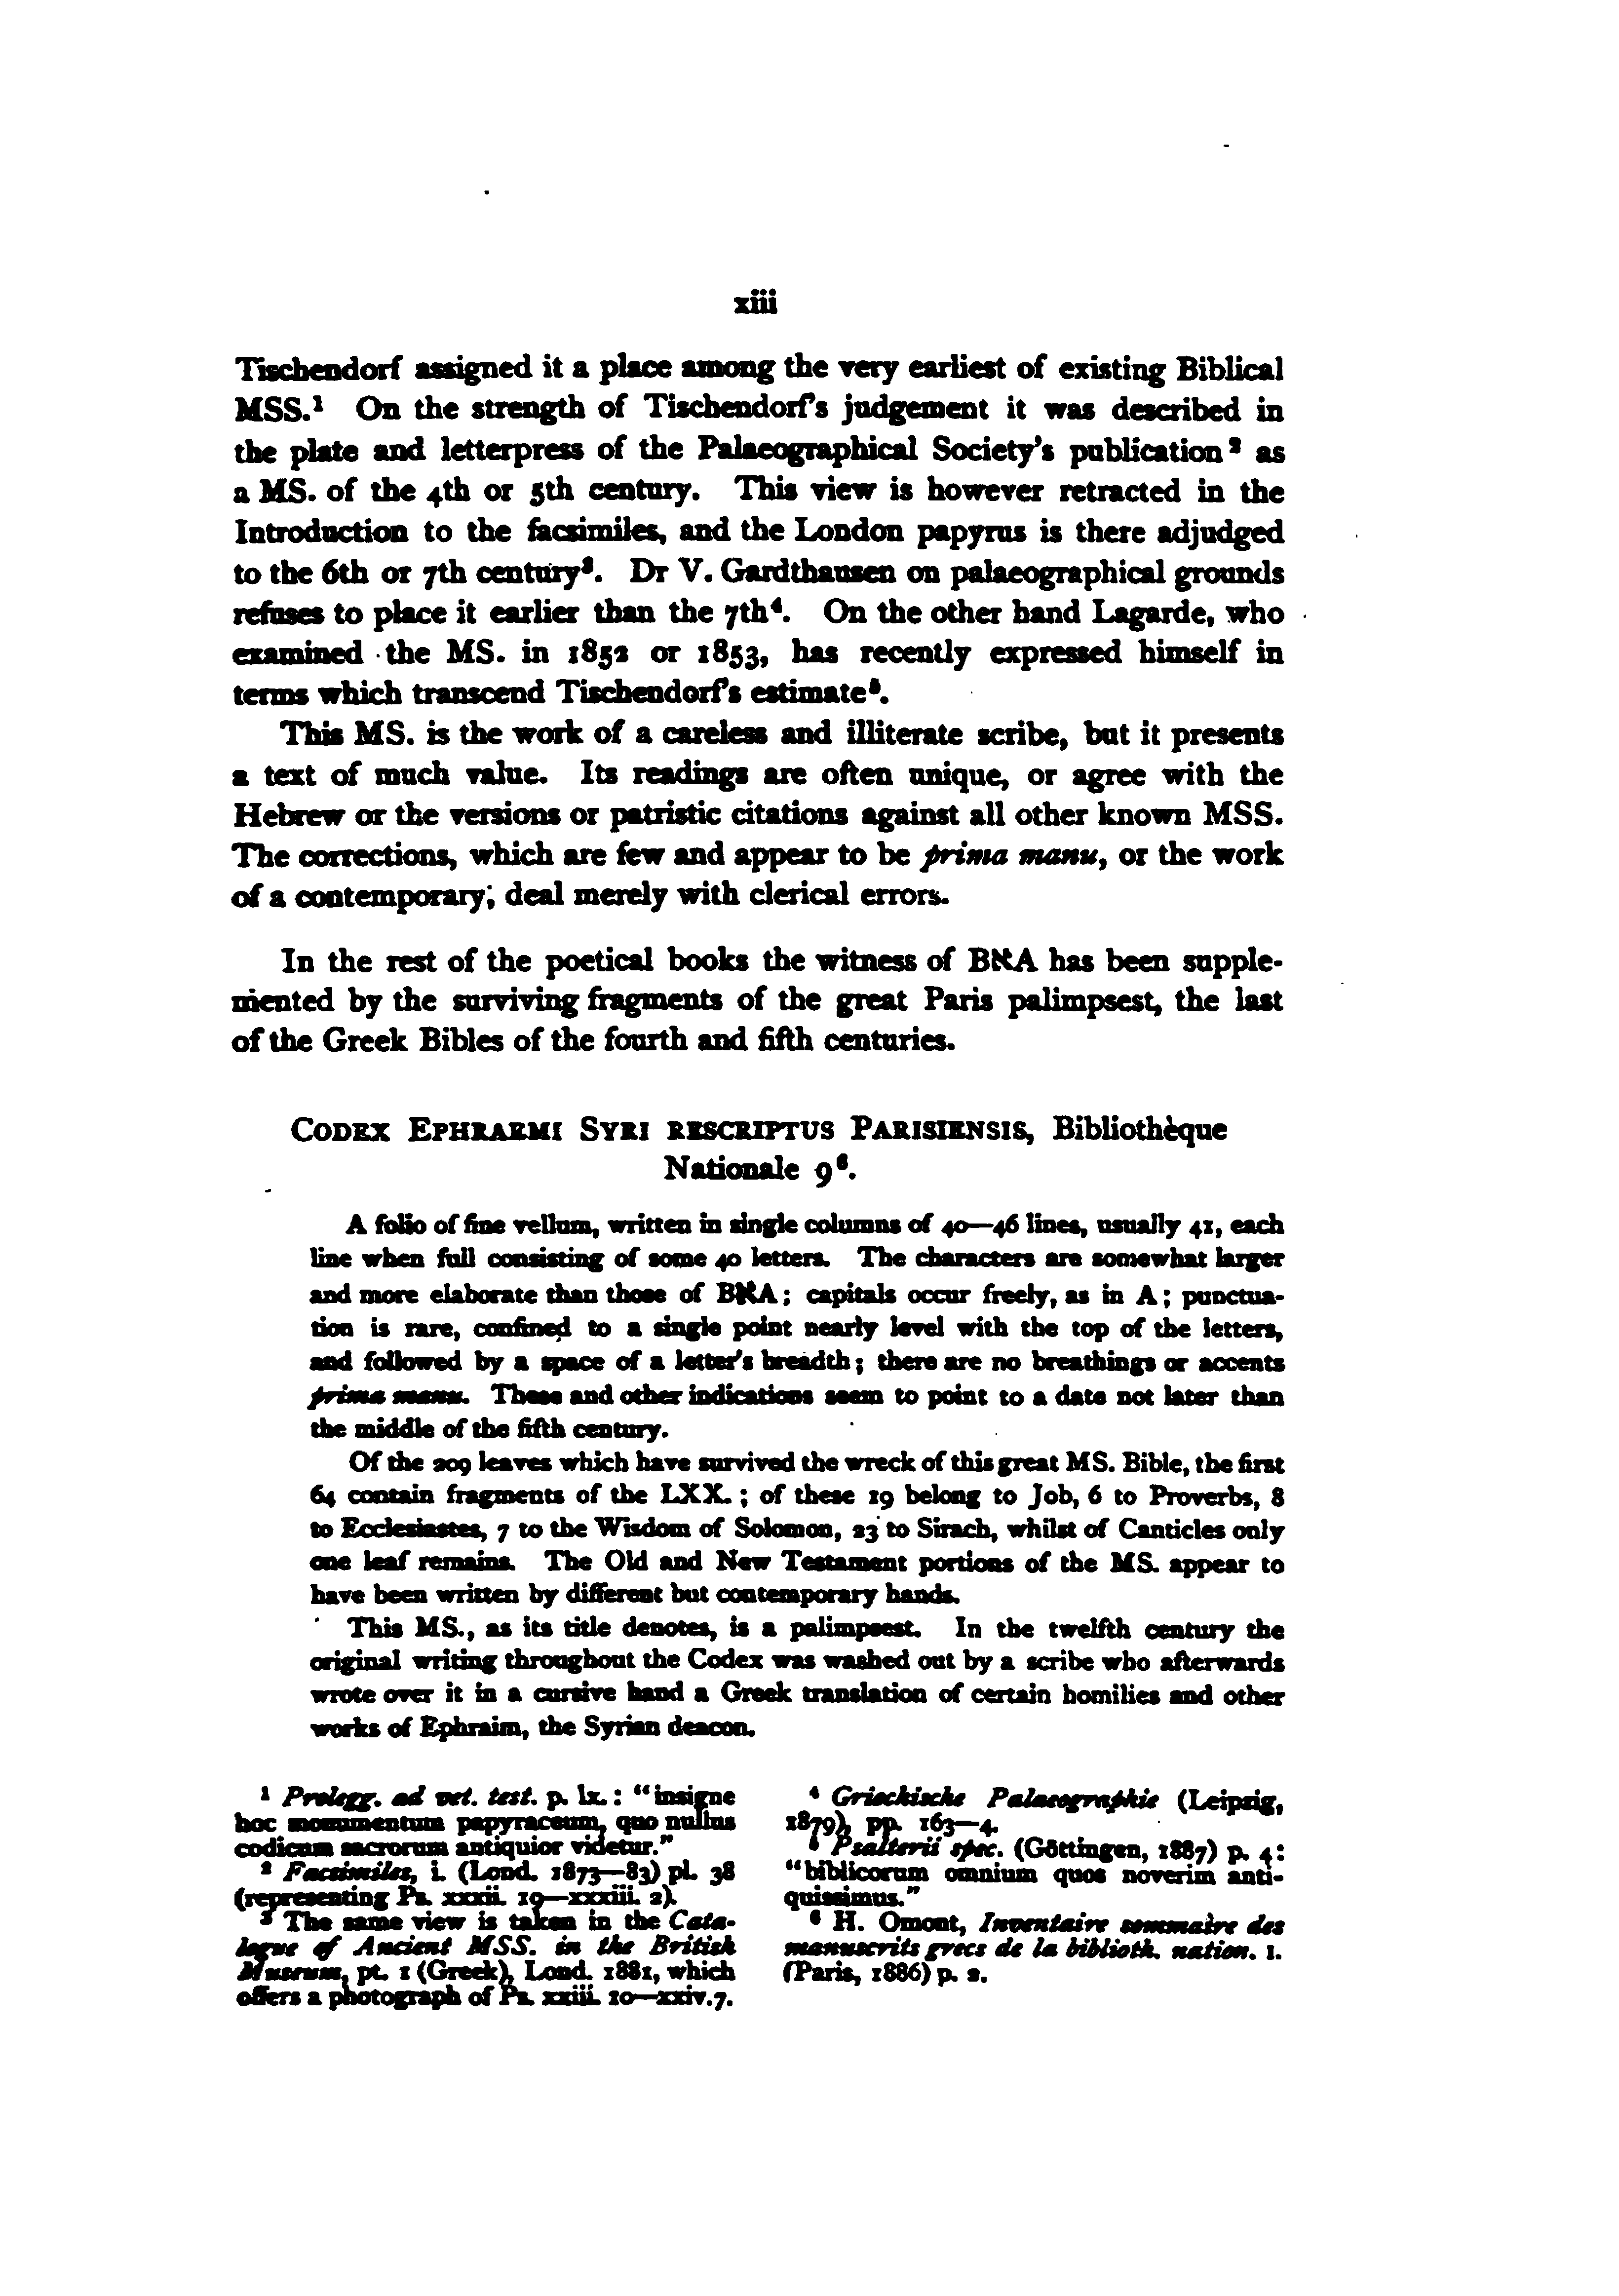 xiii
Tischendorf assigned it a place among the very earliest of existing Biblical
MSS.¹ On the strength of Tischendorf's judgement it was described in
the plate and letterpress of the Palaeographical Society's publication² as
a MS. of the 4th or 5th century. This view is however retracted in the
Introduction to the facsimiles, and the London papyrus is there adjudged
to the 6th or 7th century³. Dr V. Gardthausen on palaeographical grounds
refuses to place it earlier than the 7th⁴. On the other hand Lagarde, who
examined the MS. in 1852 or 1853, has recently expressed himself in
terms which transcend Tischendorf's estimate⁵.
This MS. is the work of a careless and illiterate scribe, but it presents
a text of much value. Its readings are often unique, or agree with the
Hebrew or the versions or patristic citations against all other known MSS.
The corrections, which are few and appear to be prima manu, or the work
of a contemporary, deal merely with clerical errors.
In the rest of the poetical books the witness of BאA has been supple-
mented by the surviving fragments of the great Paris palimpsest, the last
of the Greek Bibles of the fourth and fifth centuries.
CODEX EPHRAEMI SYRI RESCRIPTUS PARISIENSIS, Bibliothèque
Nationale 9⁶.
A folio of fine vellum, written in single columns of 40—46 lines, usually 41, each
line when full consisting of some 40 letters. The characters are somewhat larger
and more elaborate than those of BאA; capitals occur freely, as in A; punctua-
tion is rare, confined to a single point nearly level with the top of the letters,
and followed by a space of a letter's breadth; there are no breathings or accents
prima manu. These and other indications seem to point to a date not later than
the middle of the fifth century.
Of the 209 leaves which have survived the wreck of this great MS. Bible, the first
64 contain fragments of the LXX.; of these 19 belong to Job, 6 to Proverbs, 8
to Ecclesiastes, 7 to the Wisdom of Solomon, 23 to Sirach, whilst of Canticles only
one leaf remains. The Old and New Testament portions of the MS. appear to
have been written by different but contemporary hands.
This MS., as its title denotes, is a palimpsest. In the twelfth century the
original writing throughout the Codex was washed out by a scribe who afterwards
wrote over it in a cursive hand a Greek translation of certain homilies and other
works of Ephraim, the Syrian deacon.
¹ Prolegg. ad vet. test. p. lx.: "insigne
hoc monumentum papyraceum, quo nullus
codicum sacrorum antiquior videtur."
² Facsimiles, i. (Lond. 1873—83) pl. 38
(representing Ps. xxxii. 19—xxxiii. 2).
³ The same view is taken in the Cata-
logue of Ancient MSS. in the British
Museum, pt. 1 (Greek), Lond. 1881, which
offers a photograph of Ps. xxiii. 10—xxiv. 7.
⁴ Griechische Palaeographie (Leipzig,
1879), pp. 163—4.
⁵ Psalterii spec. (Göttingen, 1887) p. 4:
"biblicorum omnium quos noverim anti-
quissimus."
⁶ H. Omont, Inventaire sommaire des
manuscrits grecs de la biblioth. nation. I.
(Paris, 1886) p. 2.